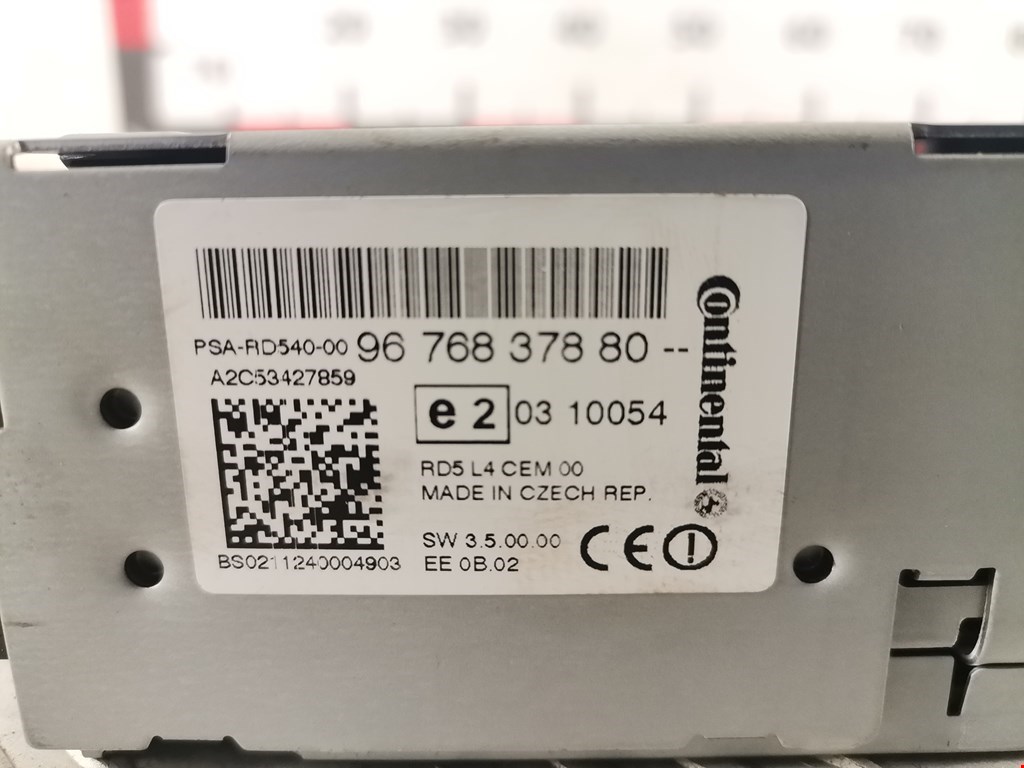 PSA-RD540-00 96 768 378 80 --
A2C53427859
e 2 03 10054
RD5 L4 CEM 00
MADE IN CZECH REP.
SW 3.5.00.00
EE 0B.02
CE
BS0211240004903
Continental